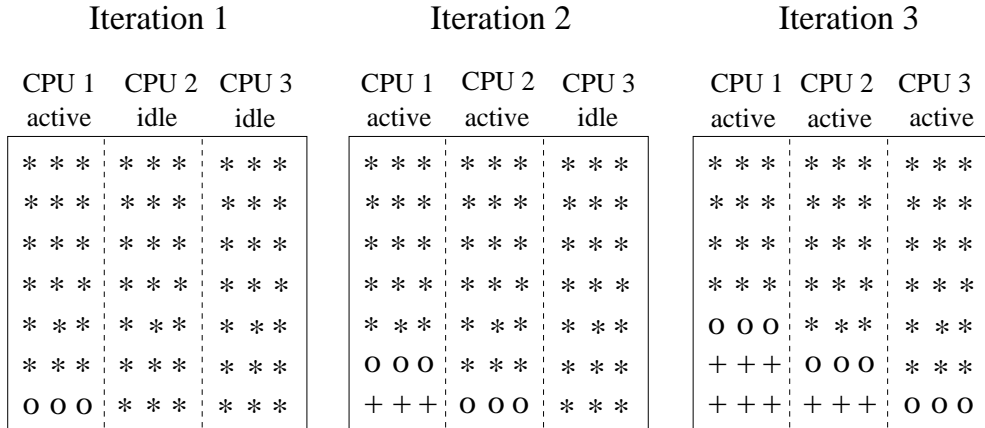 Iteration 1 Iteration 2 Iteration 3
CPU 1 CPU 2 CPU 3 CPU 1 CPU 2 CPU 3 CPU 1 CPU 2 CPU 3
active idle idle active active idle active active active
* * * * * * * * * * * * * * * * * * * * * * * * * * *
* * * * * * * * * * * * * * * * * * * * * * * * * * *
* * * * * * * * * * * * * * * * * * * * * * * * * * *
* * * * * * * * * * * * * * * * * * * * * * * * * * *
* * * * * * * * * * * * * * * * * * o o o * * * * * *
* * * * * * * * * o o o * * * * * * + + + o o o * * *
o o o * * * * * * + + + o o o * * * + + + + + + o o o